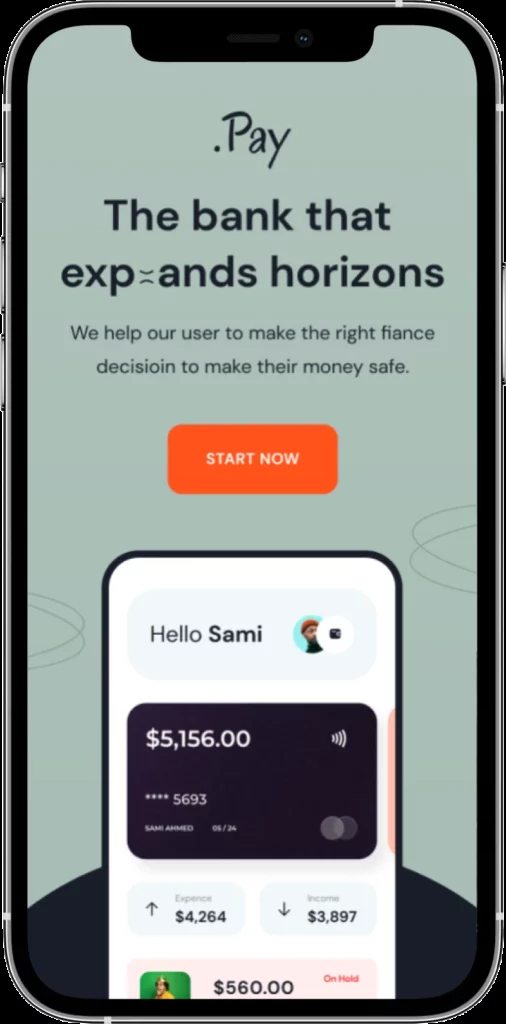 .Pay
The bank that
exp≍ands horizons
We help our user to make the right fiance
decisioin to make their money safe.
START NOW
Hello Sami
$5,156.00
**** 5693
SAMI AHMED 05 / 24
Expence
$4,264
Income
$3,897
$560.00
On Hold